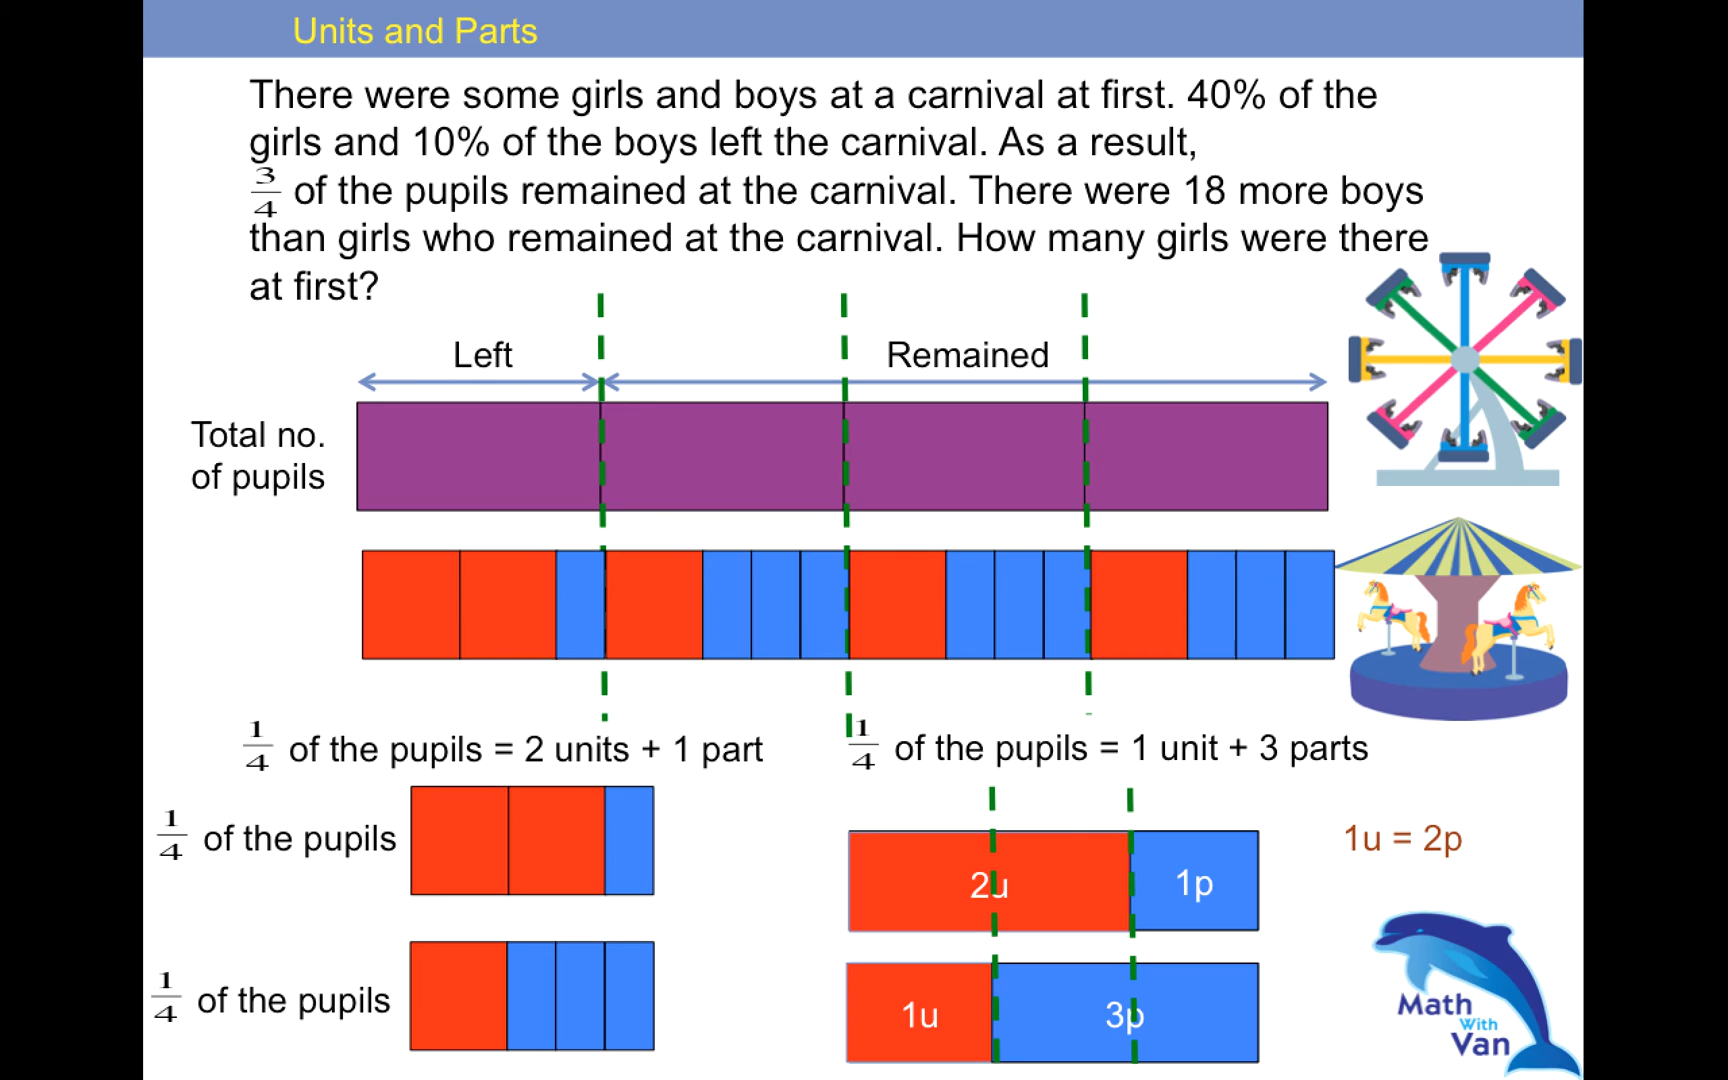 Units and Parts
There were some girls and boys at a carnival at first. 40% of the
girls and 10% of the boys left the carnival. As a result,
3/4 of the pupils remained at the carnival. There were 18 more boys
than girls who remained at the carnival. How many girls were there
at first?
Left
Remained
Total no.
of pupils
1/4 of the pupils = 2 units + 1 part
1/4 of the pupils = 1 unit + 3 parts
1/4 of the pupils
2u
1p
1u = 2p
1/4 of the pupils
1u
3p
Math
With
Van